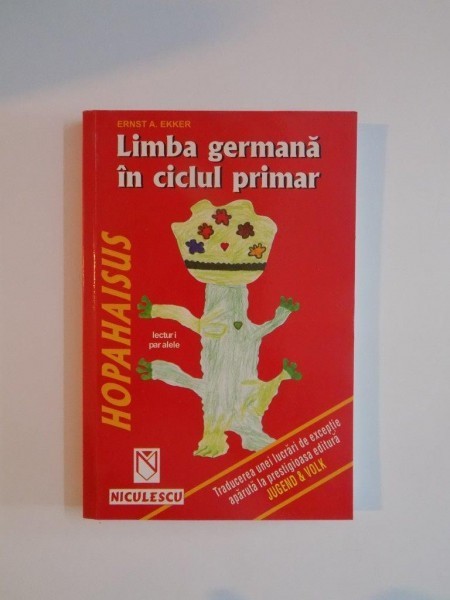 ERNST A. EKKER
Limba germană
în ciclul primar
HOPAHAISUS
lecturi
paralele
Traducerea unei lucrări de excepție
apărută la prestigioasa editură
JUGEND & VOLK
N
NICULESCU